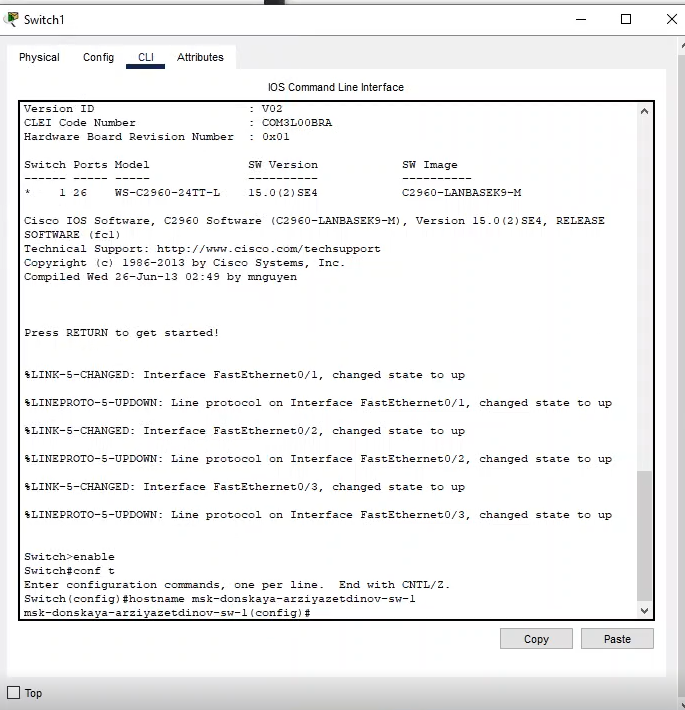 Switch1
Physical Config CLI Attributes
IOS Command Line Interface
Version ID : V02
CLEI Code Number : COM3L00BRA
Hardware Board Revision Number : 0x01
Switch Ports Model SW Version SW Image
------ ----- ----- ---------- ----------
* 1 26 WS-C2960-24TT-L 15.0(2)SE4 C2960-LANBASEK9-M
Cisco IOS Software, C2960 Software (C2960-LANBASEK9-M), Version 15.0(2)SE4, RELEASE
SOFTWARE (fc1)
Technical Support: http://www.cisco.com/techsupport
Copyright (c) 1986-2013 by Cisco Systems, Inc.
Compiled Wed 26-Jun-13 02:49 by mnguyen
Press RETURN to get started!
%LINK-5-CHANGED: Interface FastEthernet0/1, changed state to up
%LINEPROTO-5-UPDOWN: Line protocol on Interface FastEthernet0/1, changed state to up
%LINK-5-CHANGED: Interface FastEthernet0/2, changed state to up
%LINEPROTO-5-UPDOWN: Line protocol on Interface FastEthernet0/2, changed state to up
%LINK-5-CHANGED: Interface FastEthernet0/3, changed state to up
%LINEPROTO-5-UPDOWN: Line protocol on Interface FastEthernet0/3, changed state to up
Switch>enable
Switch#conf t
Enter configuration commands, one per line. End with CNTL/Z.
Switch(config)#hostname msk-donskaya-arziyazetdinov-sw-1
msk-donskaya-arziyazetdinov-sw-1(config)#
Copy Paste
Top